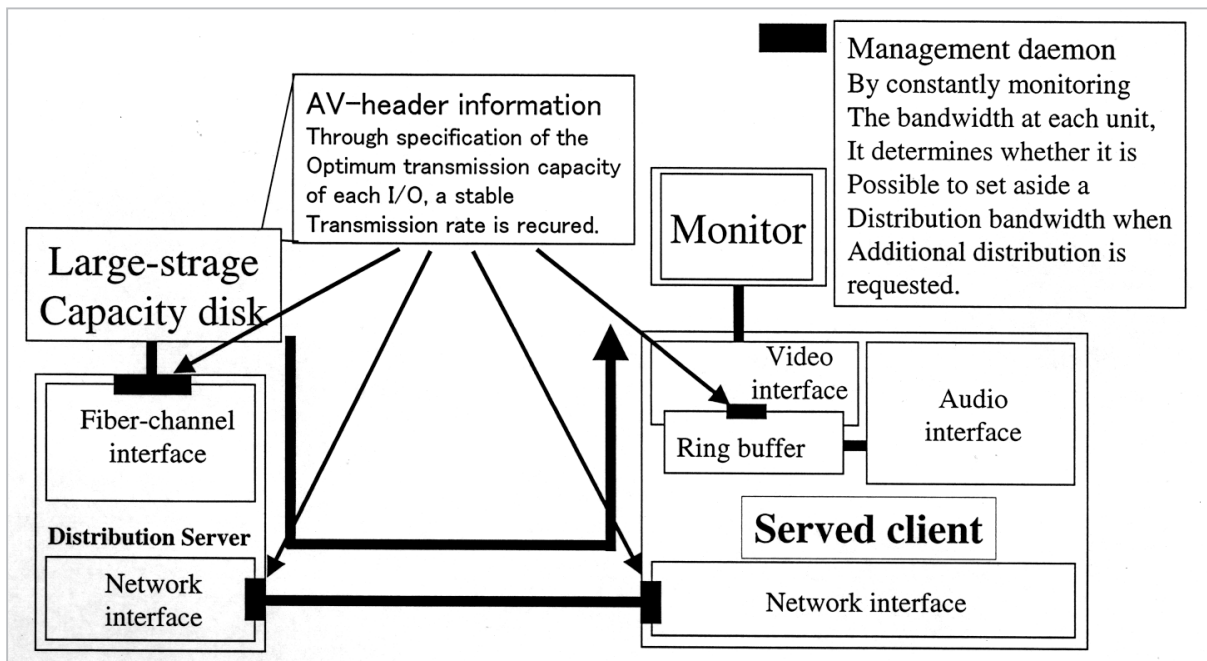 Management daemon
By constantly monitoring
The bandwidth at each unit,
It determines whether it is
Possible to set aside a
Distribution bandwidth when
Additional distribution is
requested.
AV-header information
Through specification of the
Optimum transmission capacity
of each I/O, a stable
Transmission rate is recured.
Monitor
Large-strage
Capacity disk
Fiber-channel
interface
Distribution Server
Network
interface
Video
interface
Ring buffer
Audio
interface
Served client
Network interface